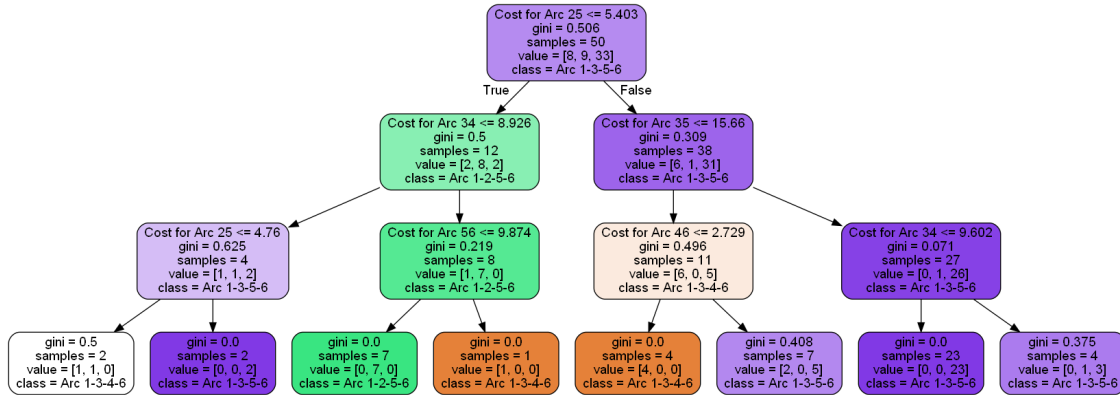 Cost for Arc 25 <= 5.403
gini = 0.506
samples = 50
value = [8, 9, 33]
class = Arc 1-3-5-6
True
False
Cost for Arc 34 <= 8.926
gini = 0.5
samples = 12
value = [2, 8, 2]
class = Arc 1-2-5-6
Cost for Arc 35 <= 15.66
gini = 0.309
samples = 38
value = [6, 1, 31]
class = Arc 1-3-5-6
Cost for Arc 25 <= 4.76
gini = 0.625
samples = 4
value = [1, 1, 2]
class = Arc 1-3-5-6
Cost for Arc 56 <= 9.874
gini = 0.219
samples = 8
value = [1, 7, 0]
class = Arc 1-2-5-6
Cost for Arc 46 <= 2.729
gini = 0.496
samples = 11
value = [6, 0, 5]
class = Arc 1-3-4-6
Cost for Arc 34 <= 9.602
gini = 0.071
samples = 27
value = [0, 1, 26]
class = Arc 1-3-5-6
gini = 0.5
samples = 2
value = [1, 1, 0]
class = Arc 1-3-4-6
gini = 0.0
samples = 2
value = [0, 0, 2]
class = Arc 1-3-5-6
gini = 0.0
samples = 7
value = [0, 7, 0]
class = Arc 1-2-5-6
gini = 0.0
samples = 1
value = [1, 0, 0]
class = Arc 1-3-4-6
gini = 0.0
samples = 4
value = [4, 0, 0]
class = Arc 1-3-4-6
gini = 0.408
samples = 7
value = [2, 0, 5]
class = Arc 1-3-5-6
gini = 0.0
samples = 23
value = [0, 0, 23]
class = Arc 1-3-5-6
gini = 0.375
samples = 4
value = [0, 1, 3]
class = Arc 1-3-5-6